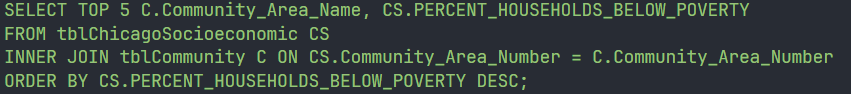 SELECT TOP 5 C.Community_Area_Name, CS.PERCENT_HOUSEHOLDS_BELOW_POVERTY
FROM tblChicagoSocioeconomic CS
INNER JOIN tblCommunity C ON CS.Community_Area_Number = C.Community_Area_Number
ORDER BY CS.PERCENT_HOUSEHOLDS_BELOW_POVERTY DESC;